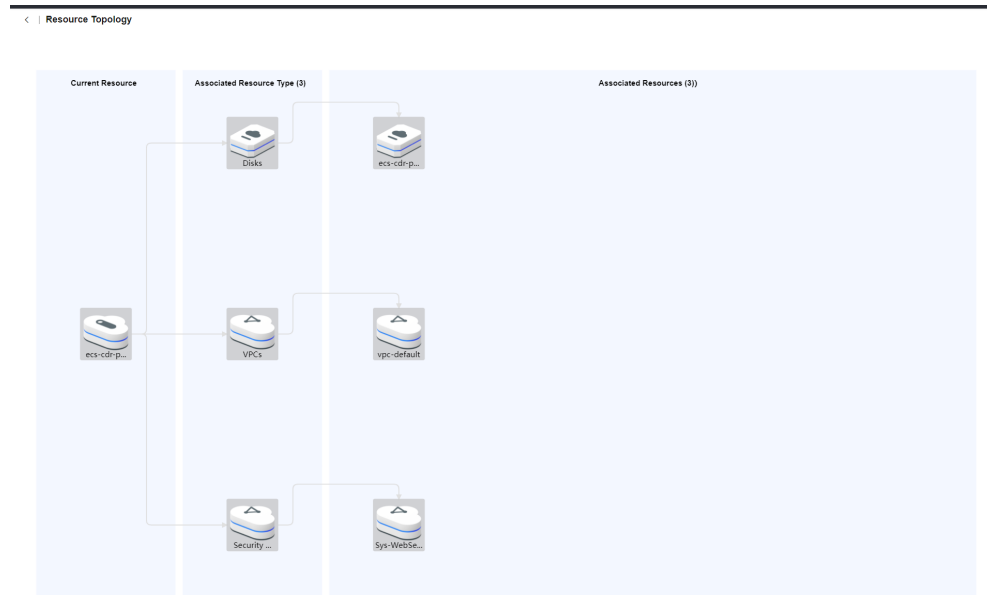 < | Resource Topology
Current Resource
Associated Resource Type (3)
Associated Resources (3))
Disks
ecs-cdr-p...
ecs-cdr-p...
VPCs
vpc-default
Security ...
Sys-WebSe...